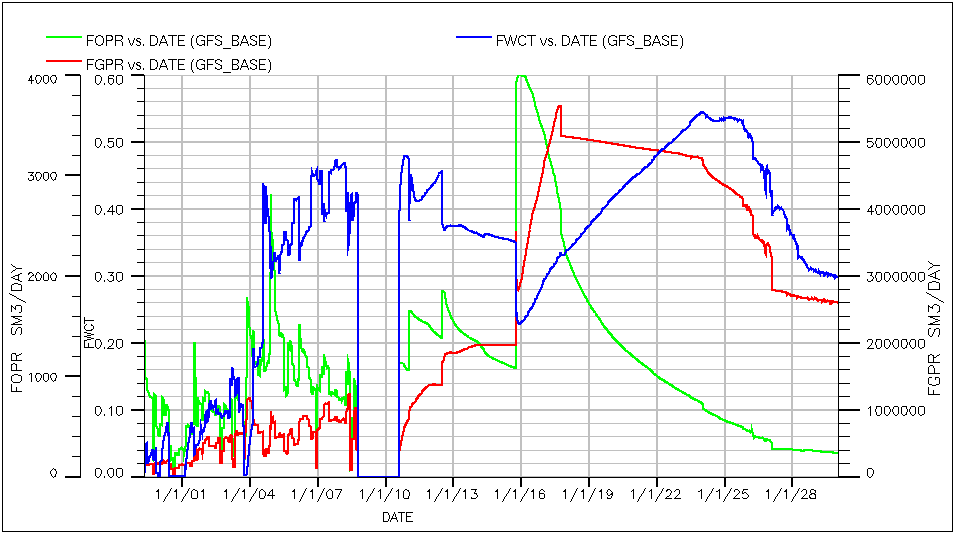 FOPR vs. DATE (GFS_BASE)
FWCT vs. DATE (GFS_BASE)
FGPR vs. DATE (GFS_BASE)
4000
3000
2000
1000
0
FOPR SM3/DAY
0.60
0.50
0.40
0.30
0.20
0.10
0.00
FWCT
6000000
5000000
4000000
3000000
2000000
1000000
0
FGPR SM3/DAY
1/1/01 1/1/04 1/1/07 1/1/10 1/1/13 1/1/16 1/1/19 1/1/22 1/1/25 1/1/28
DATE